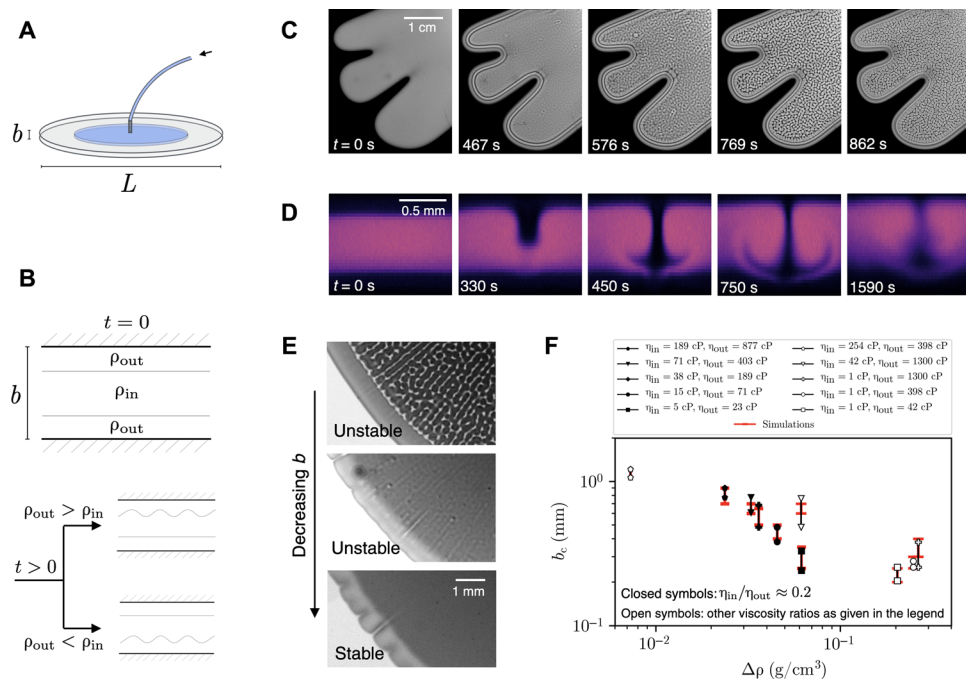 A
b
L
B
t = 0
ρout
ρin
ρout
b
ρout > ρin
t > 0
ρout < ρin
C
1 cm
t = 0 s
467 s
576 s
769 s
862 s
D
0.5 mm
t = 0 s
330 s
450 s
750 s
1590 s
E
Decreasing b
Unstable
Unstable
1 mm
Stable
F
ηin = 189 cP, ηout = 877 cP
ηin = 71 cP, ηout = 403 cP
ηin = 38 cP, ηout = 189 cP
ηin = 15 cP, ηout = 71 cP
ηin = 5 cP, ηout = 23 cP
ηin = 254 cP, ηout = 398 cP
ηin = 42 cP, ηout = 1300 cP
ηin = 1 cP, ηout = 1300 cP
ηin = 1 cP, ηout = 398 cP
ηin = 1 cP, ηout = 42 cP
Simulations
bc (mm)
10⁰
10⁻¹
Closed symbols: ηin/ηout ≈ 0.2
Open symbols: other viscosity ratios as given in the legend
10⁻²
10⁻¹
Δρ (g/cm³)